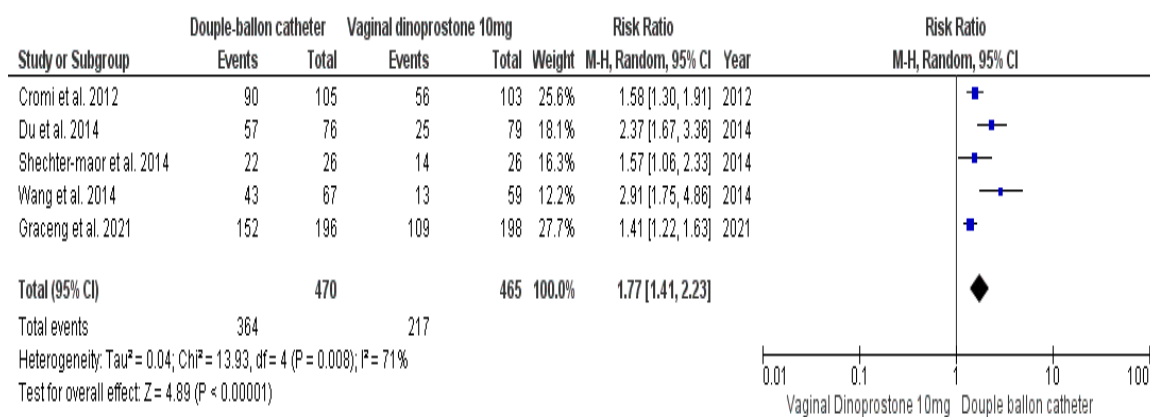 Douple-ballon catheter Vaginal dinoprostone 10mg Risk Ratio Risk Ratio
Study or Subgroup Events Total Events Total Weight M-H, Random, 95% CI Year M-H, Random, 95% CI
Cromi et al. 2012 90 105 56 103 25.6% 1.58 [1.30, 1.91] 2012
Du et al. 2014 57 76 25 79 18.1% 2.37 [1.67, 3.36] 2014
Shechter-maor et al. 2014 22 26 14 26 16.3% 1.57 [1.06, 2.33] 2014
Wang et al. 2014 43 67 13 59 12.2% 2.91 [1.75, 4.86] 2014
Graceng et al. 2021 152 196 109 198 27.7% 1.41 [1.22, 1.63] 2021
Total (95% CI) 470 465 100.0% 1.77 [1.41, 2.23]
Total events 364 217
Heterogeneity: Tau² = 0.04; Chi² = 13.93, df = 4 (P = 0.008); I² = 71%
Test for overall effect: Z = 4.89 (P < 0.00001)
0.01 0.1 1 10 100
Vaginal Dinoprostone 10mg Douple ballon catheter